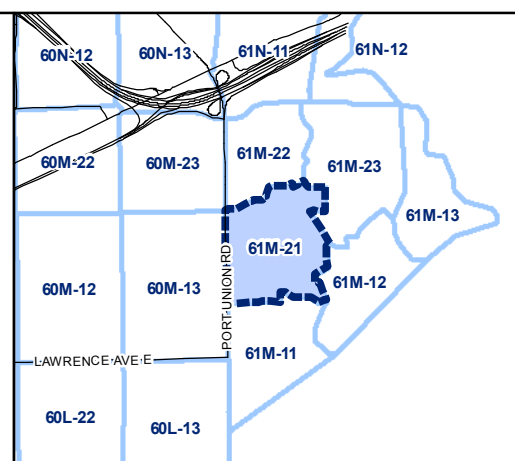 60N-12
60N-13
61N-11
61N-12
60M-22
60M-23
61M-22
61M-23
61M-13
60M-12
60M-13
PORT UNION RD
61M-21
61M-12
LAWRENCE AVE E
61M-11
60L-22
60L-13